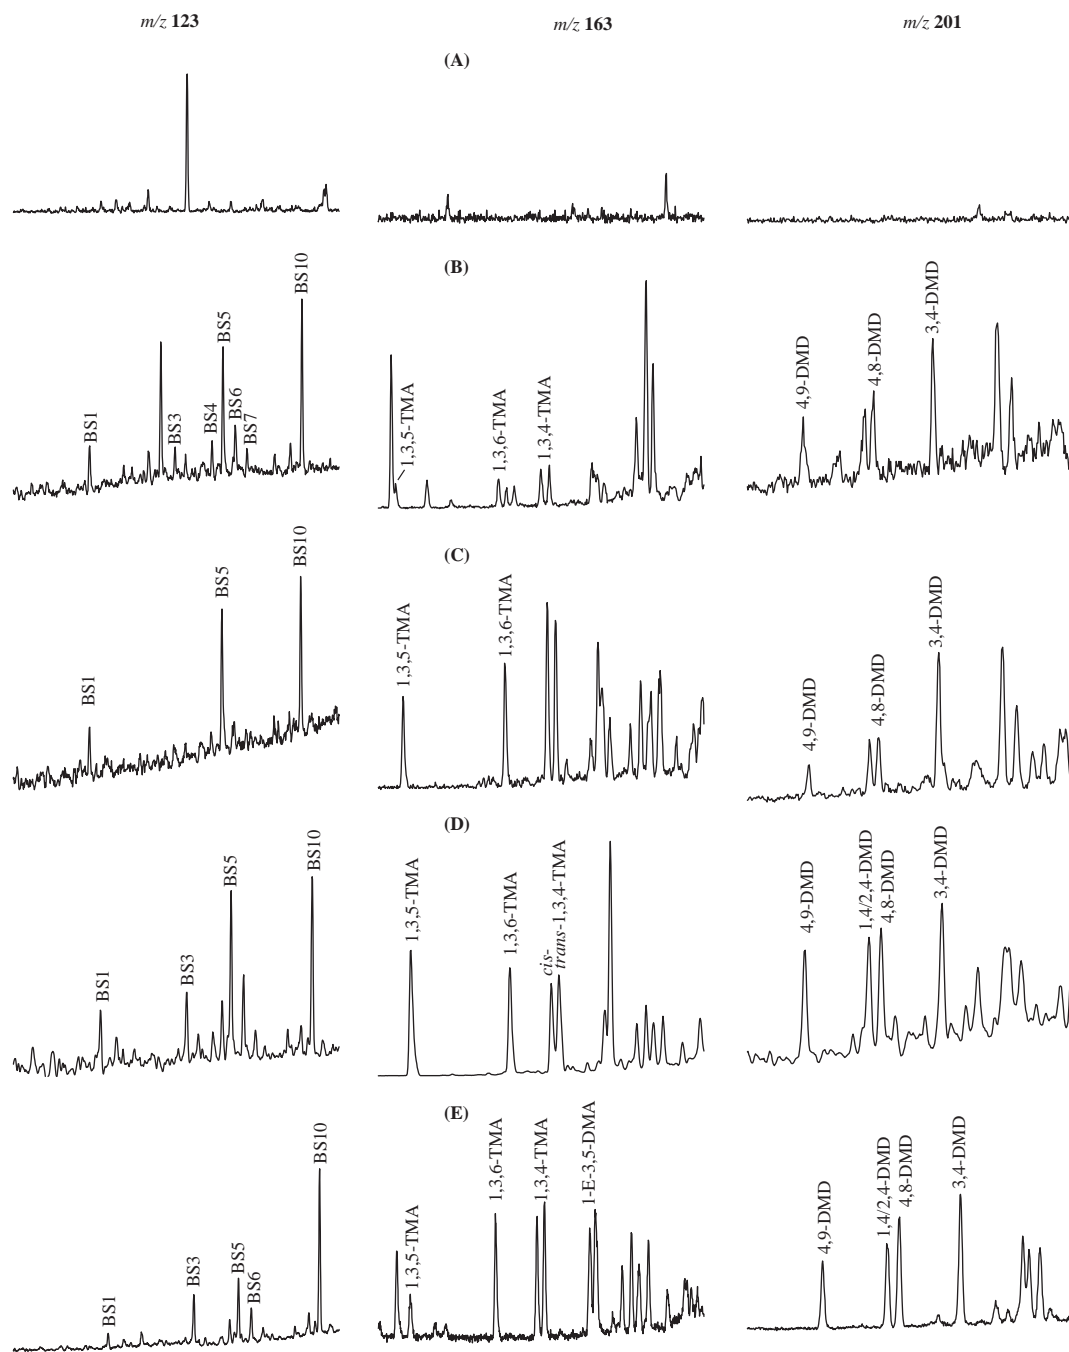 m/z 123
m/z 163
m/z 201
(A)
(B)
BS1
BS3
BS4
BS5
BS6
BS7
BS10
1,3,5-TMA
1,3,6-TMA
1,3,4-TMA
4,9-DMD
4,8-DMD
3,4-DMD
(C)
BS1
BS5
BS10
1,3,5-TMA
1,3,6-TMA
4,9-DMD
4,8-DMD
3,4-DMD
(D)
BS1
BS3
BS5
BS10
1,3,5-TMA
1,3,6-TMA
cis-
trans-1,3,4-TMA
4,9-DMD
1,4/2,4-DMD
4,8-DMD
3,4-DMD
(E)
BS1
BS3
BS5
BS6
BS10
1,3,5-TMA
1,3,6-TMA
1,3,4-TMA
1-E-3,5-DMA
4,9-DMD
1,4/2,4-DMD
4,8-DMD
3,4-DMD